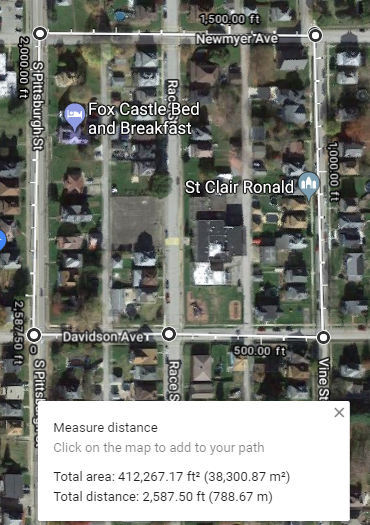 1,500.00 ft
Newmyer Ave
2,000.00 ft
S Pittsburgh St
Race St
Fox Castle Bed
and Breakfast
St Clair Ronald
1,000.00 ft
2,587.50 ft
Davidson Ave
500.00 ft
S Pittsburgh St
Race S
Vine St
Measure distance
Click on the map to add to your path
Total area: 412,267.17 ft² (38,300.87 m²)
Total distance: 2,587.50 ft (788.67 m)